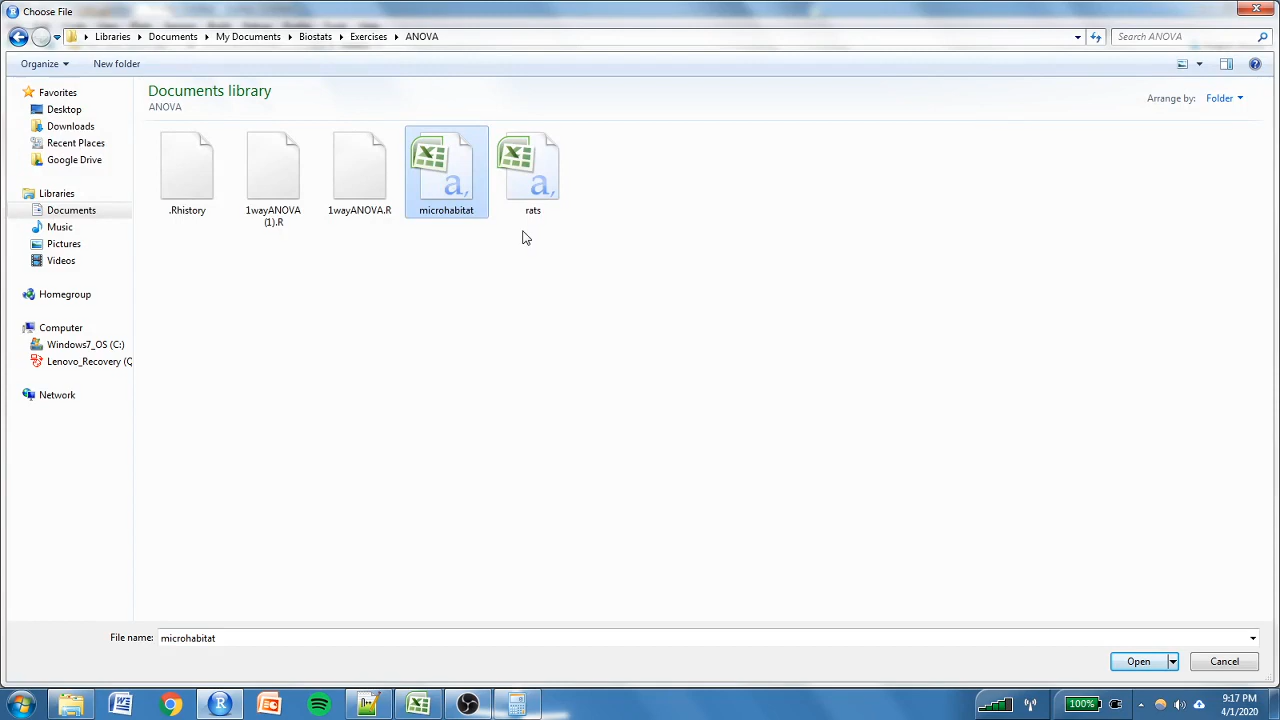 Choose File
Libraries Documents My Documents Biostats Exercises ANOVA
Search ANOVA
Organize New folder
Favorites
Desktop
Downloads
Recent Places
Google Drive
Libraries
Documents
Music
Pictures
Videos
Homegroup
Computer
Windows7_OS (C:)
Lenovo_Recovery (Q
Network
Documents library
ANOVA
Arrange by: Folder
.Rhistory
1wayANOVA
(1).R
1wayANOVA.R
microhabitat
rats
File name: microhabitat
Open Cancel
100%
9:17 PM
4/1/2020